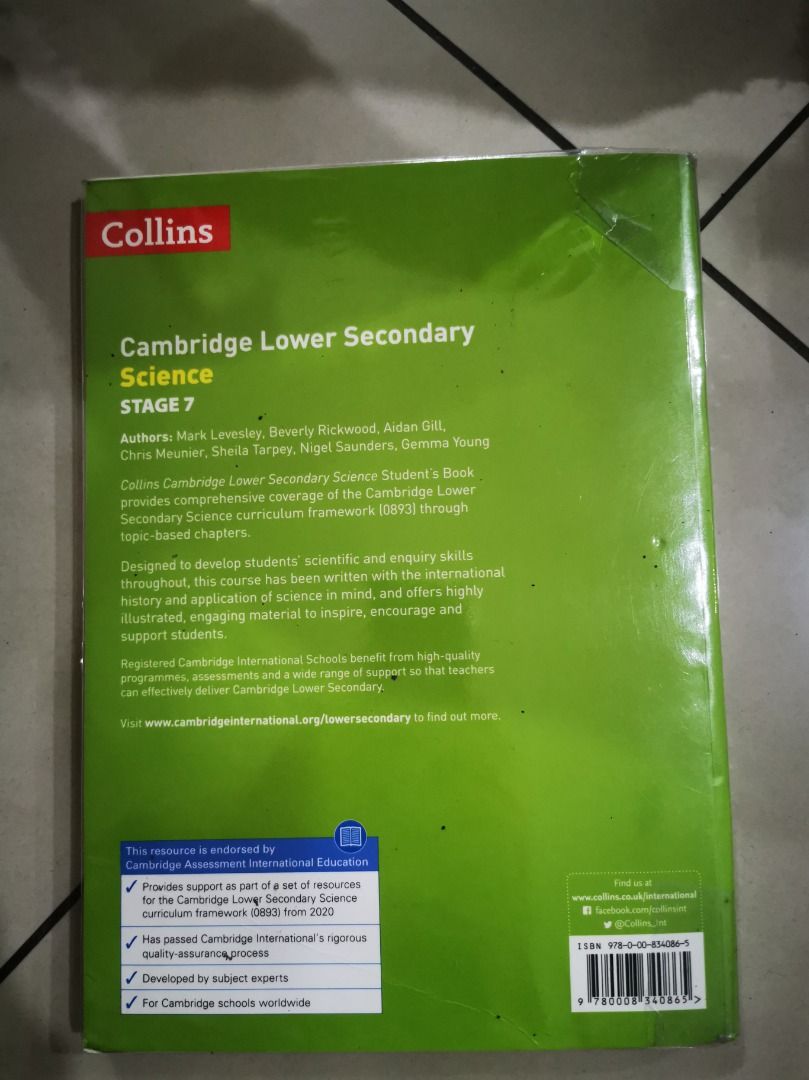 Collins
Cambridge Lower Secondary
Science
STAGE 7
Authors: Mark Levesley, Beverly Rickwood, Aidan Gill,
Chris Meunier, Sheila Tarpey, Nigel Saunders, Gemma Young
Collins Cambridge Lower Secondary Science Student's Book
provides comprehensive coverage of the Cambridge Lower
Secondary Science curriculum framework (0893) through
topic-based chapters.
Designed to develop students' scientific and enquiry skills
throughout, this course has been written with the international
history and application of science in mind, and offers highly
illustrated, engaging material to inspire, encourage and
support students.
Registered Cambridge International Schools benefit from high-quality
programmes, assessments and a wide range of support so that teachers
can effectively deliver Cambridge Lower Secondary.
Visit www.cambridgeinternational.org/lowersecondary to find out more.
This resource is endorsed by
Cambridge Assessment International Education
Provides support as part of a set of resources
for the Cambridge Lower Secondary Science
curriculum framework (0893) from 2020
Has passed Cambridge International's rigorous
quality-assurance process
Developed by subject experts
For Cambridge schools worldwide
Find us at
www.collins.co.uk/international
facebook.com/collinsint
@Collins_Int
ISBN 978-0-00-834086-5
9 780008 340865 >